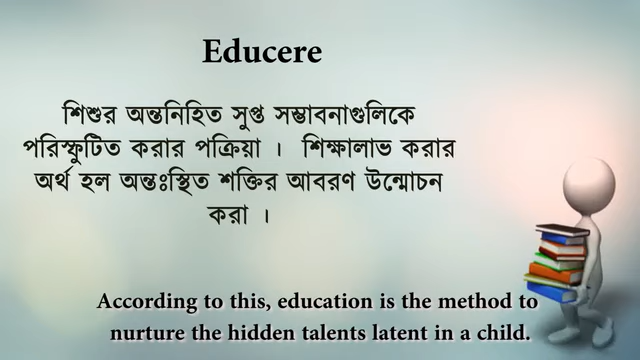 Educere
শিশুর অন্তনিহিত সুপ্ত সম্ভাবনাগুলিকে
পরিস্ফুটিত করার পক্রিয়া । শিক্ষালাভ করার
অর্থ হল অন্তঃস্থিত শক্তির আবরণ উন্মোচন
করা ।
According to this, education is the method to
nurture the hidden talents latent in a child.